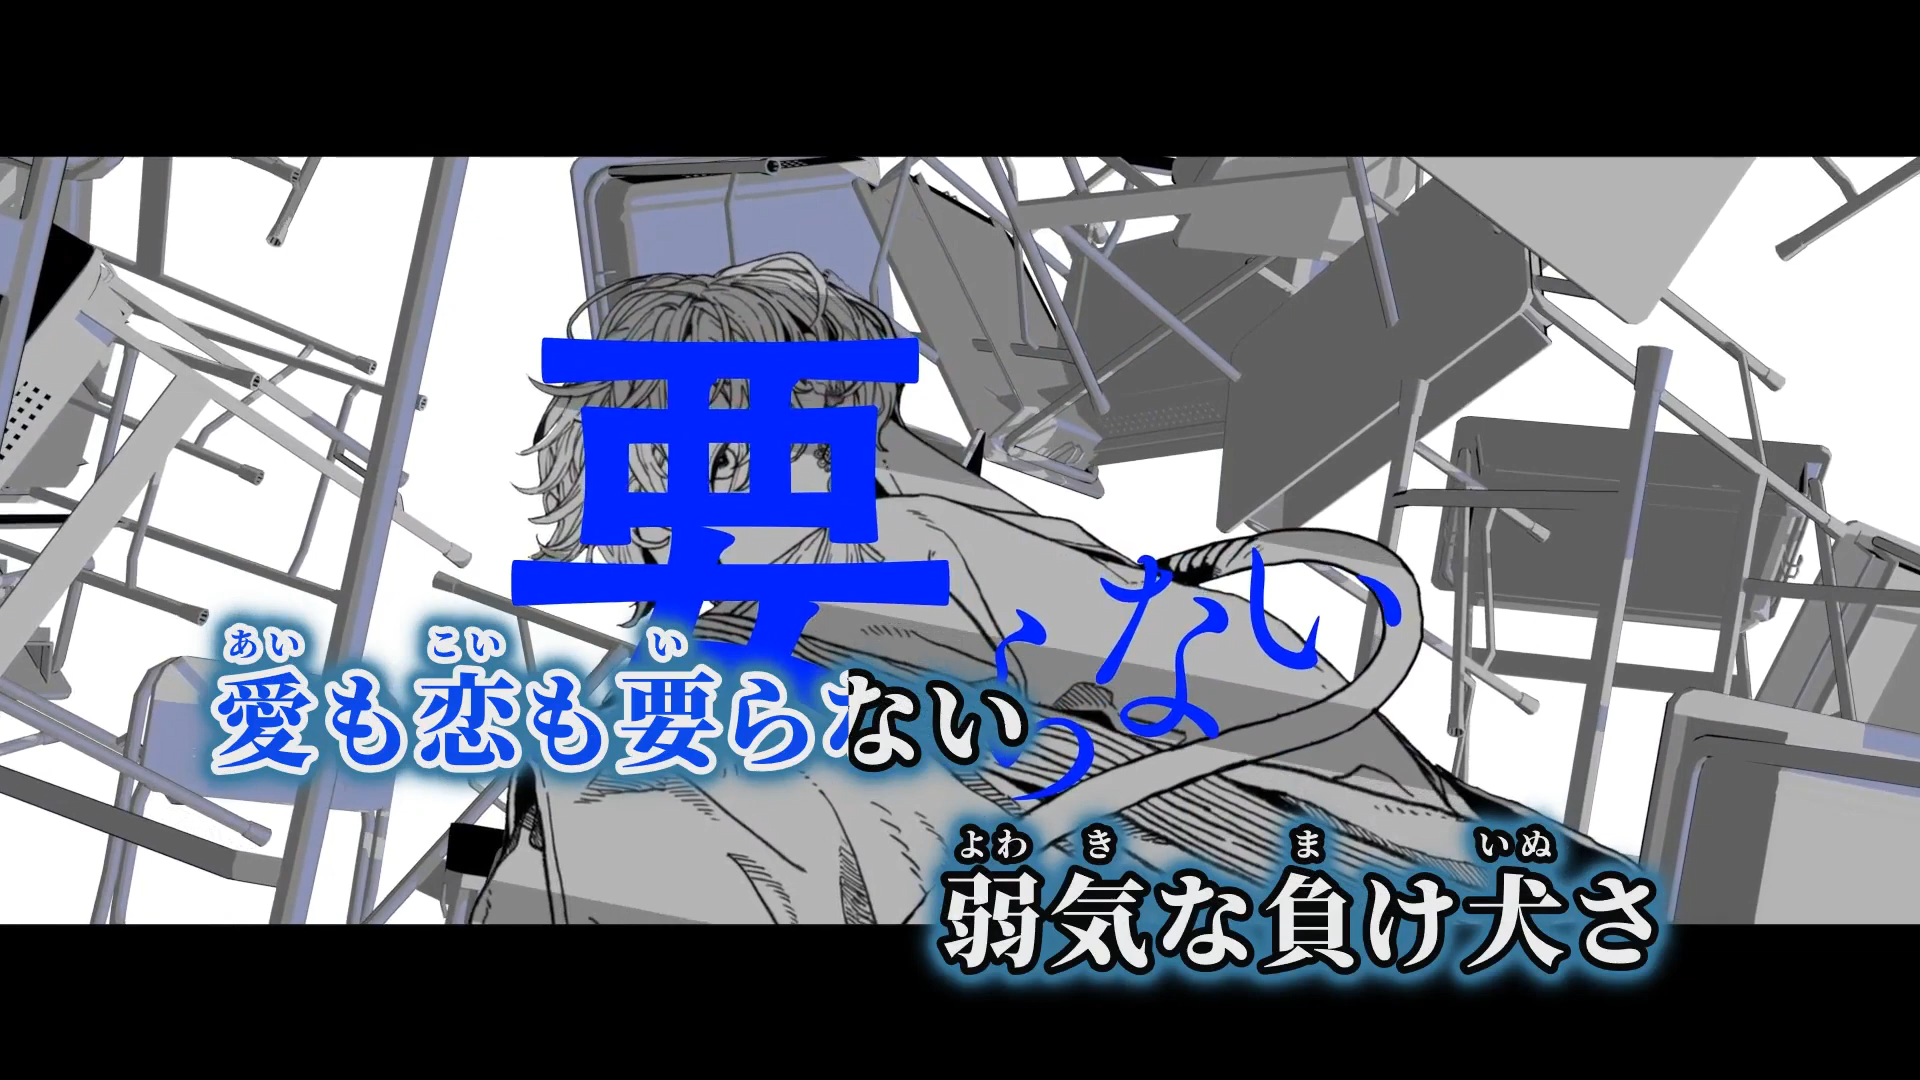 要らない
あい こい い
愛も恋も要らない
よわ き ま いぬ
弱気な負け犬さ